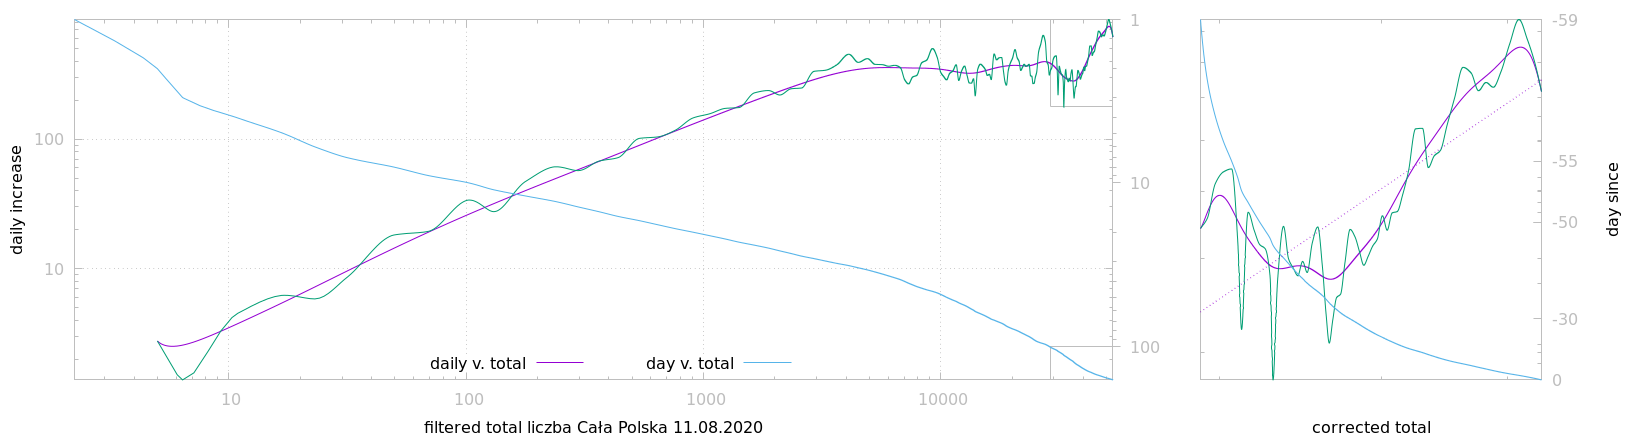 daily increase
100
10
10
100
1000
10000
1
10
100
daily v. total
day v. total
filtered total liczba Cała Polska 11.08.2020
-59
-55
-50
-30
0
day since
corrected total